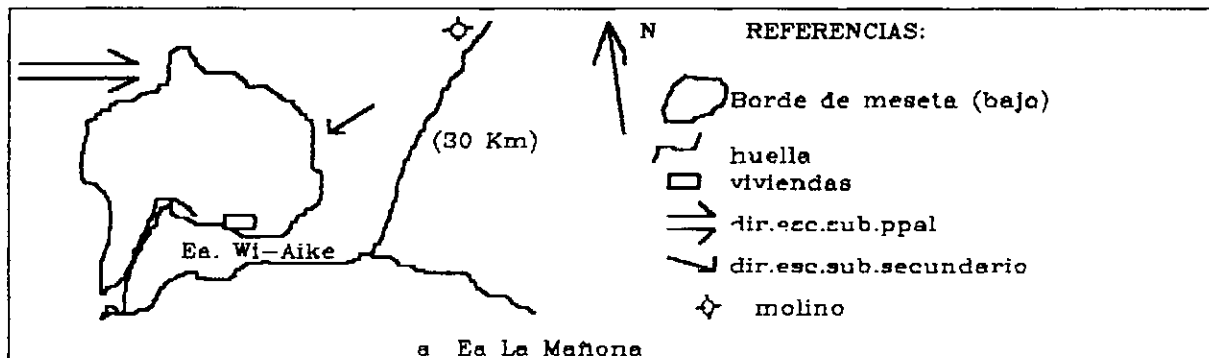 N
REFERENCIAS:
Borde de meseta (bajo)
(30 Km)
huella
viviendas
dir.esc.sub.ppal
Ea. Wi-Aike
dir.esc.sub.secundario
molino
a Ea La Mañona